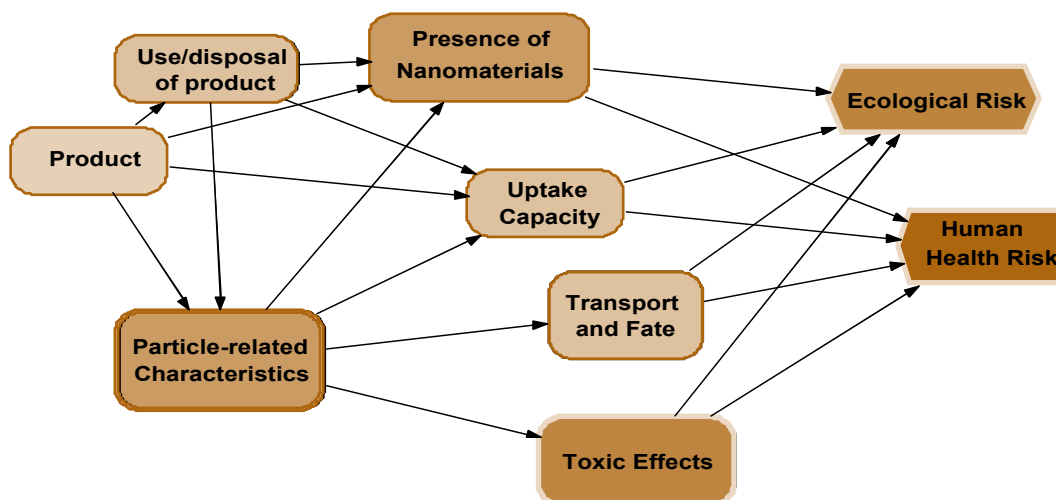 Use/disposal
of product
Presence of
Nanomaterials
Ecological Risk
Product
Uptake
Capacity
Human
Health Risk
Transport
and Fate
Particle-related
Characteristics
Toxic Effects